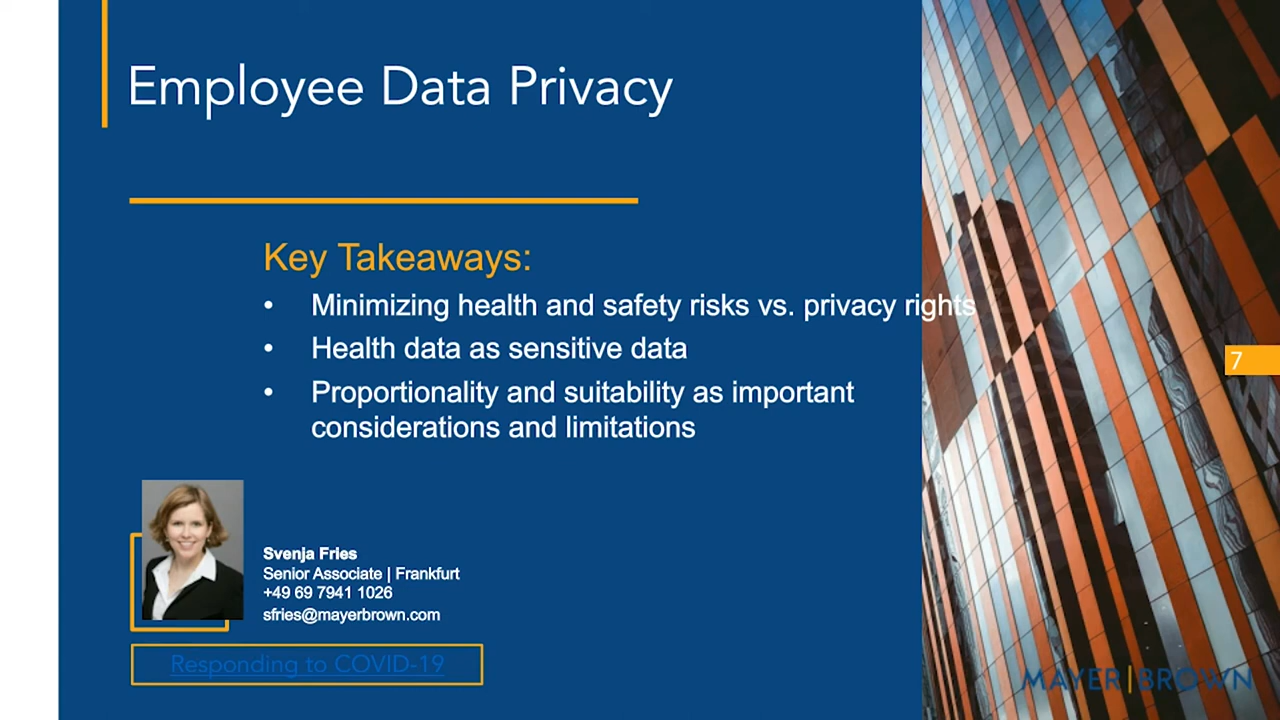 Employee Data Privacy
Key Takeaways:
• Minimizing health and safety risks vs. privacy rights
• Health data as sensitive data
• Proportionality and suitability as important
considerations and limitations
7
Svenja Fries
Senior Associate | Frankfurt
+49 69 7941 1026
sfries@mayerbrown.com
Responding to COVID-19
MAYER|BROWN